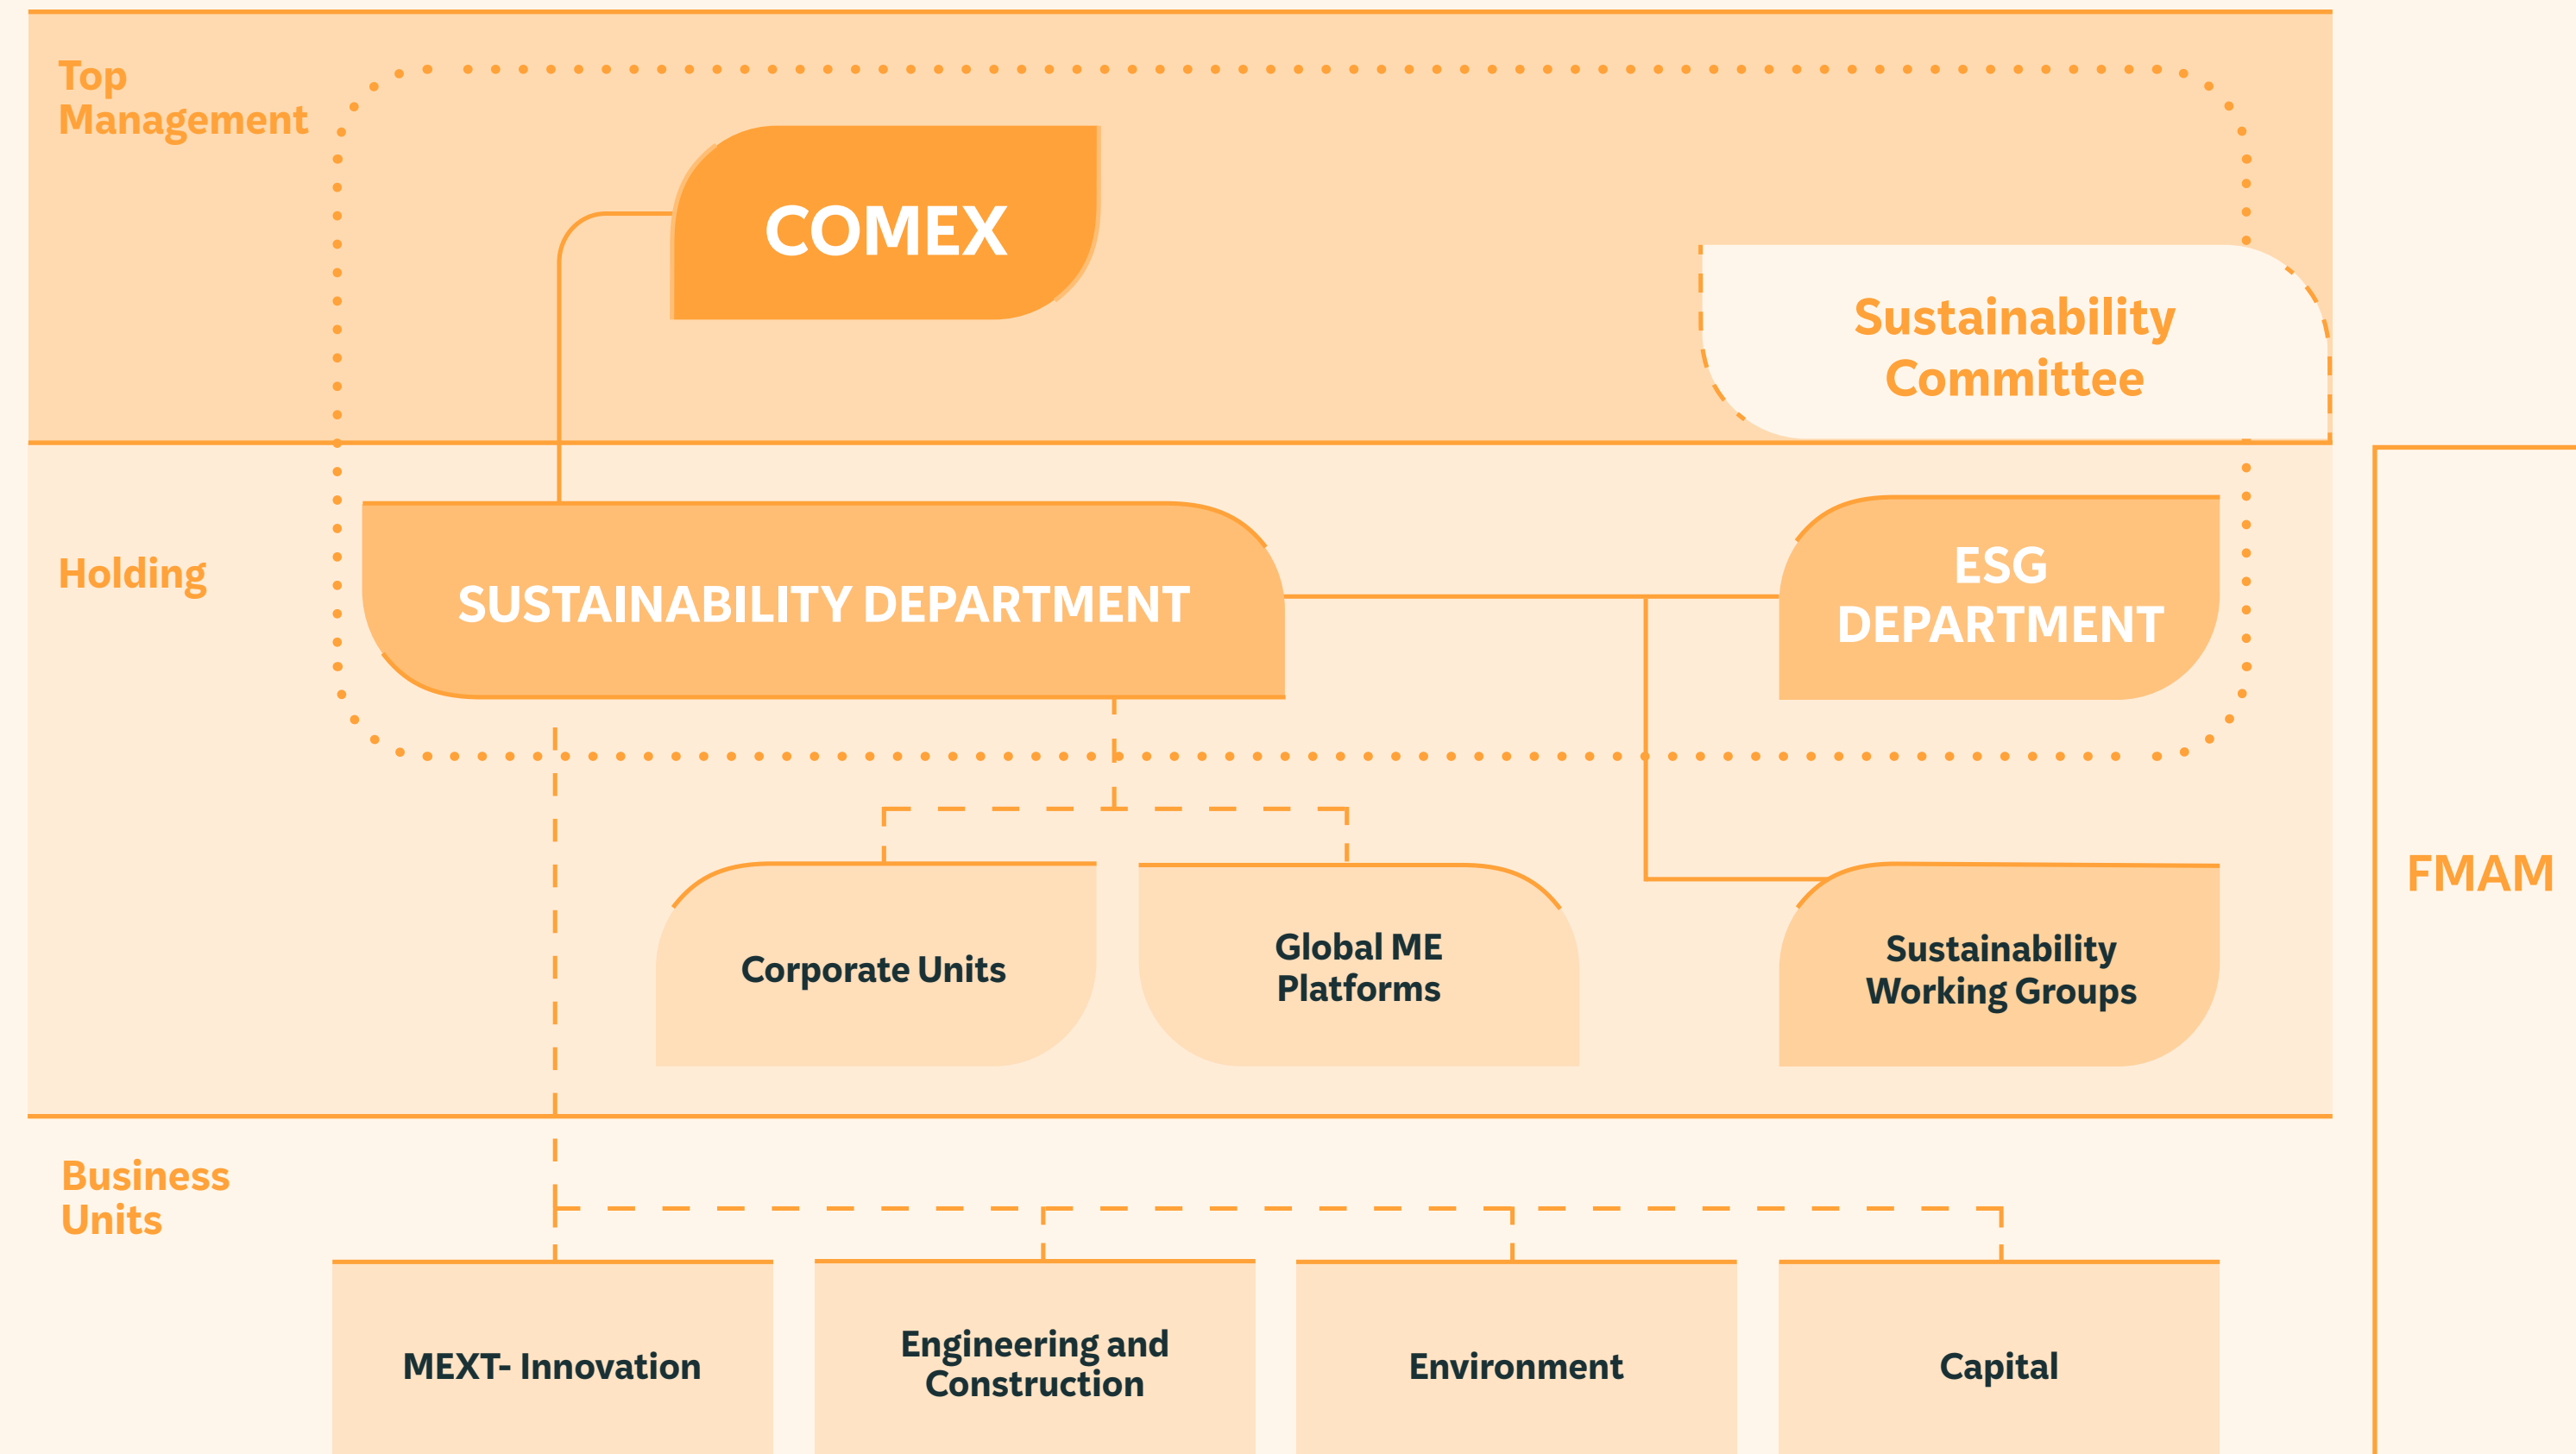 Top
Management
COMEX
Sustainability
Committee
Holding
SUSTAINABILITY DEPARTMENT
ESG
DEPARTMENT
FMAM
Corporate Units
Global ME
Platforms
Sustainability
Working Groups
Business
Units
MEXT- Innovation
Engineering and
Construction
Environment
Capital